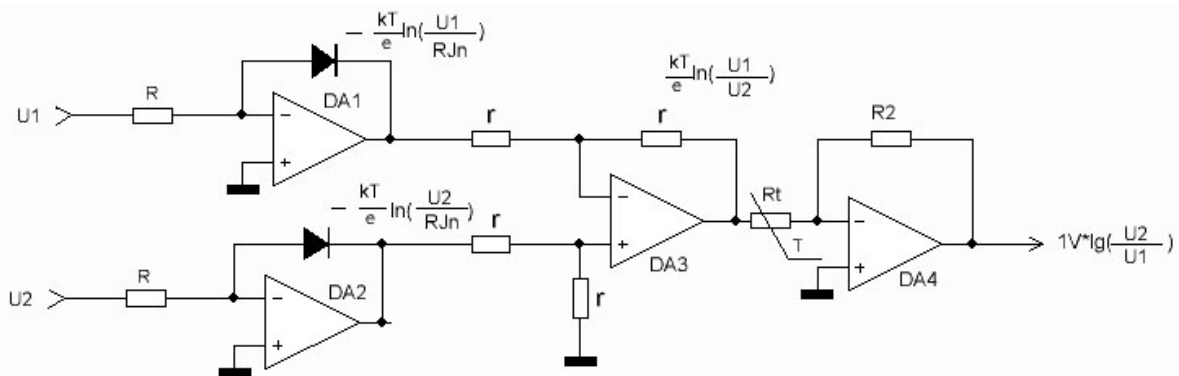 − kT/e ln(U1/RJn)
R
U1
−
+
DA1
r
r
kT/e ln(U1/U2)
R2
− kT/e ln(U2/RJn)
r
−
+
DA3
Rt
T
−
+
DA4
1V*lg(U2/U1)
R
U2
−
+
DA2
r